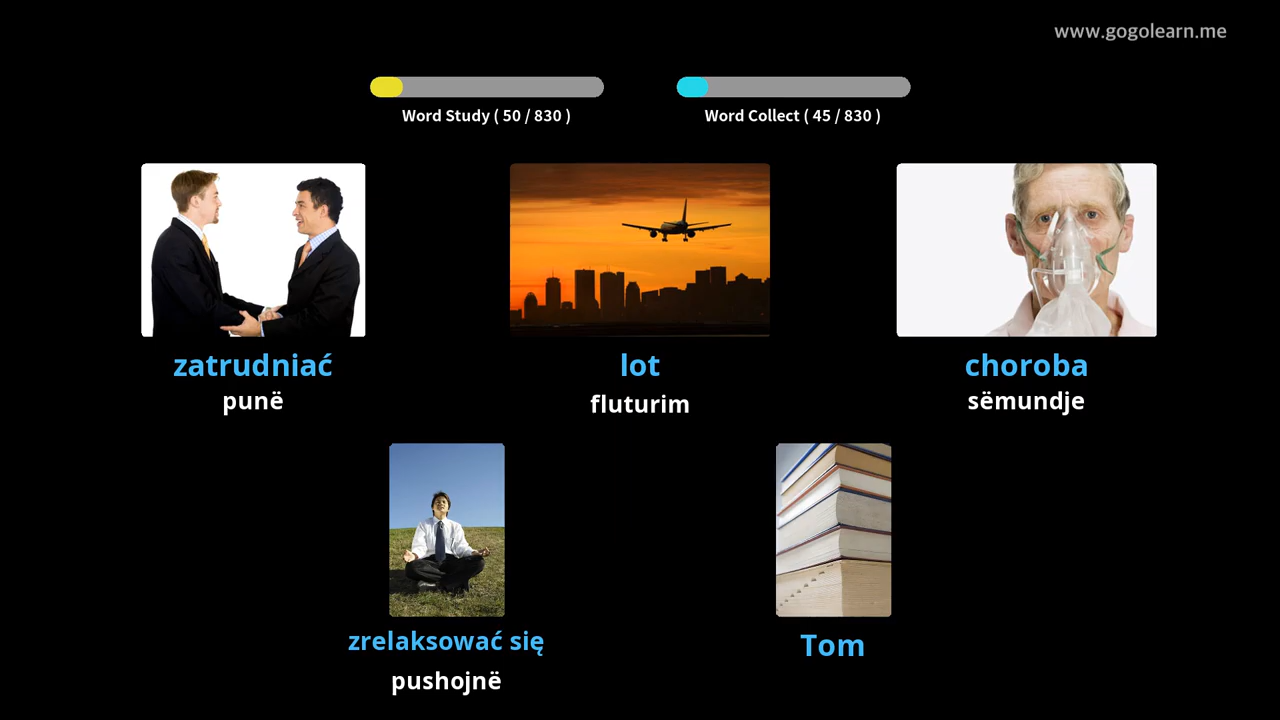 www.gogolearn.me
Word Study ( 50 / 830 )
Word Collect ( 45 / 830 )
zatrudniać
punë
lot
fluturim
choroba
sëmundje
zrelaksować się
pushojnë
Tom